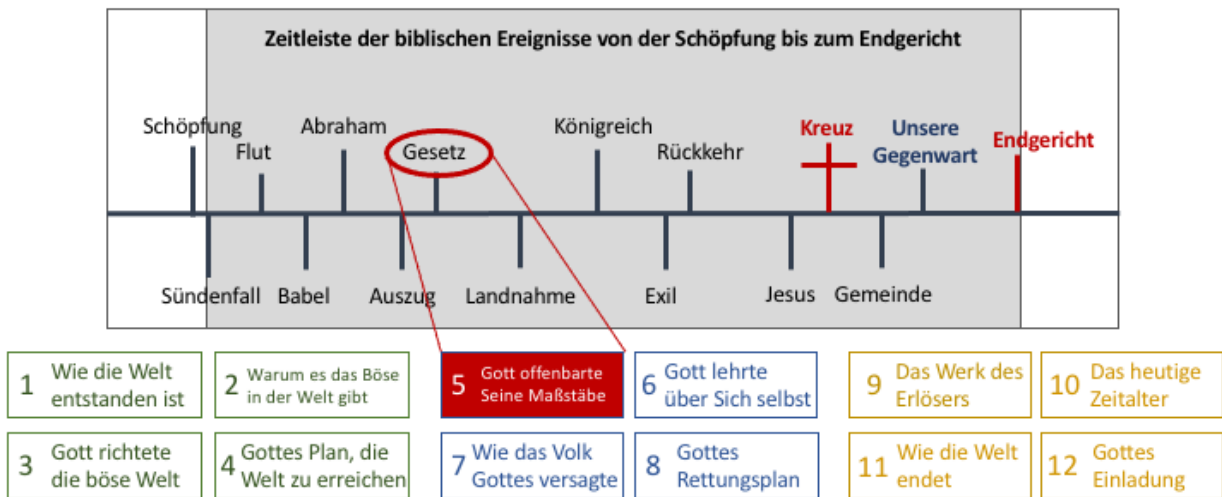 Zeitleiste der biblischen Ereignisse von der Schöpfung bis zum Endgericht
Schöpfung
Flut
Abraham
Gesetz
Königreich
Rückkehr
Kreuz
Unsere
Gegenwart
Endgericht
Sündenfall
Babel
Auszug
Landnahme
Exil
Jesus
Gemeinde
1 Wie die Welt
entstanden ist
2 Warum es das Böse
in der Welt gibt
5 Gott offenbarte
Seine Maßstäbe
6 Gott lehrte
über Sich selbst
9 Das Werk des
Erlösers
10 Das heutige
Zeitalter
3 Gott richtete
die böse Welt
4 Gottes Plan, die
Welt zu erreichen
7 Wie das Volk
Gottes versagte
8 Gottes
Rettungsplan
11 Wie die Welt
endet
12 Gottes
Einladung